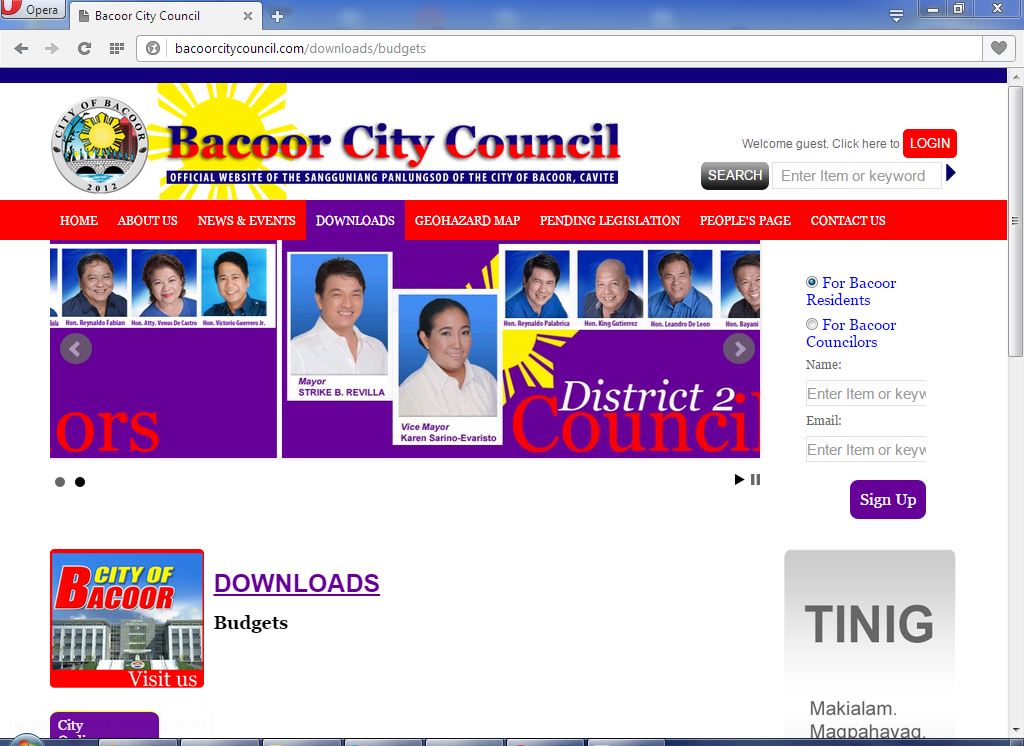 Opera
Bacoor City Council
bacoorcitycouncil.com/downloads/budgets
CITY OF BACOOR
2012
Bacoor City Council
OFFICIAL WEBSITE OF THE SANGGUNIANG PANLUNGSOD OF THE CITY OF BACOOR, CAVITE
Welcome guest. Click here to LOGIN
SEARCH Enter Item or keyword
HOME ABOUT US NEWS & EVENTS DOWNLOADS GEOHAZARD MAP PENDING LEGISLATION PEOPLE'S PAGE CONTACT US
Hon. Reynaldo Fabian Hon. Atty. Venus De Castro Hon. Victorio Guerrero Jr.
Hon. Reynaldo Palabrica Hon. King Gutierrez Hon. Leandro De Leon Hon. Bayani
Mayor
STRIKE B. REVILLA
Vice Mayor
Karen Sarino-Evaristo
ors
District 2
Council
For Bacoor
Residents
For Bacoor
Councilors
Name:
Enter Item or keyw
Email:
Enter Item or keyw
Sign Up
CITY OF
BACOOR
Visit us
DOWNLOADS
Budgets
TINIG
Makialam.
Magpahayag.
City